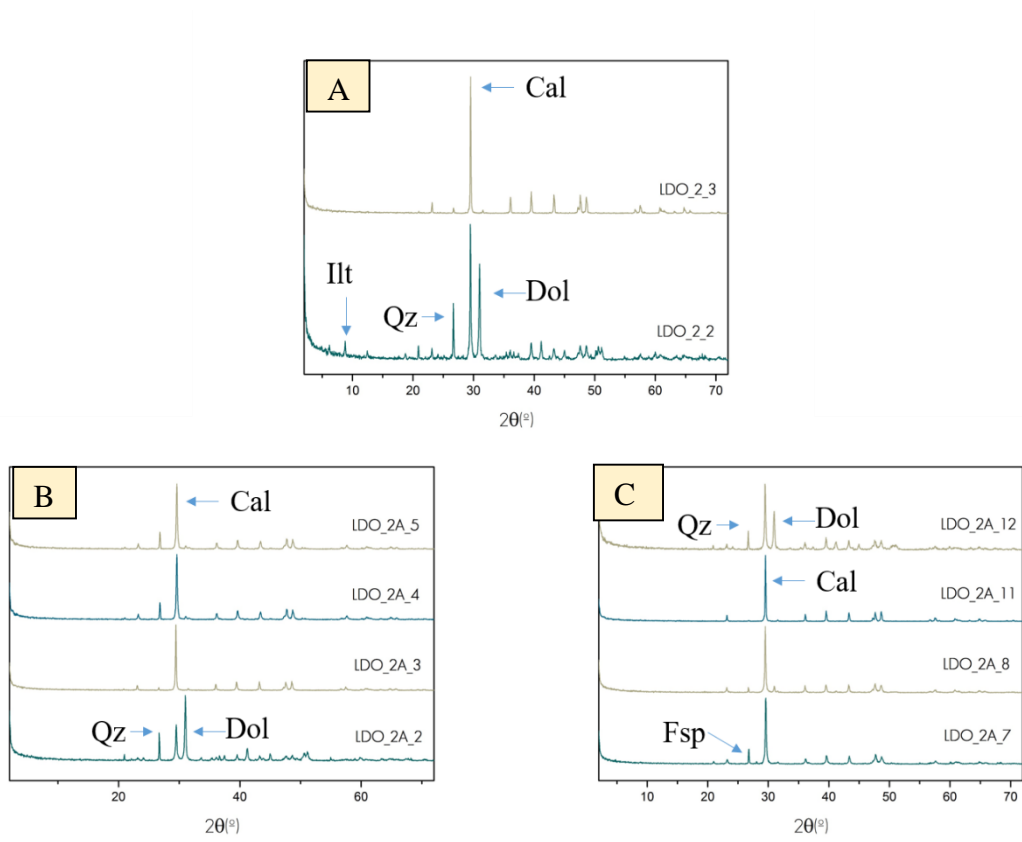 A
Cal
LDO_2_3
Ilt
Dol
Qz
LDO_2_2
10 20 30 40 50 60 70
2θ(º)
B
Cal
LDO_2A_5
LDO_2A_4
LDO_2A_3
Qz
Dol
LDO_2A_2
20 40 60
2θ(º)
C
Qz
Dol
LDO_2A_12
Cal
LDO_2A_11
LDO_2A_8
Fsp
LDO_2A_7
10 20 30 40 50 60 70
2θ(º)